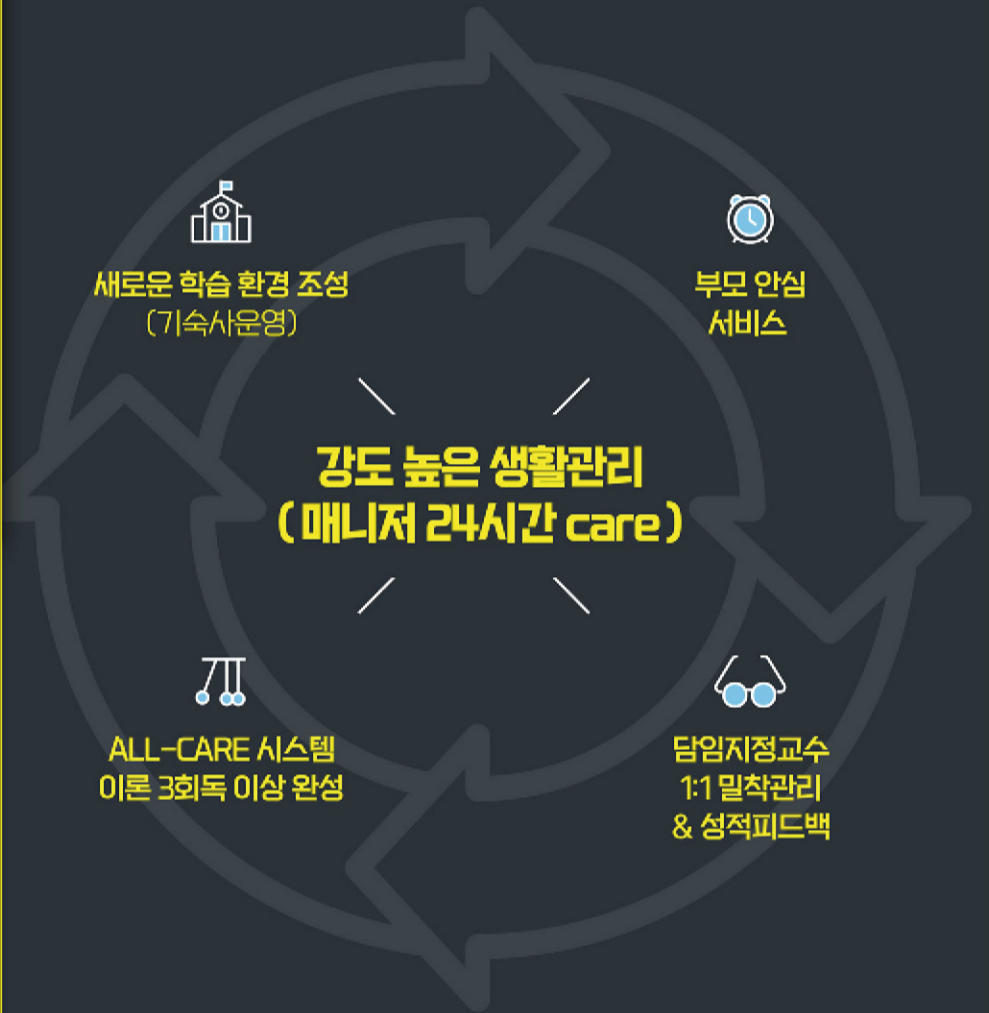 새로운 학습 환경 조성
(기숙사운영)
부모 안심
서비스
강도 높은 생활관리
(매니저 24시간 care)
ALL-CARE 시스템
이론 3회독 이상 완성
담임지정교수
1:1 밀착관리
& 성적피드백